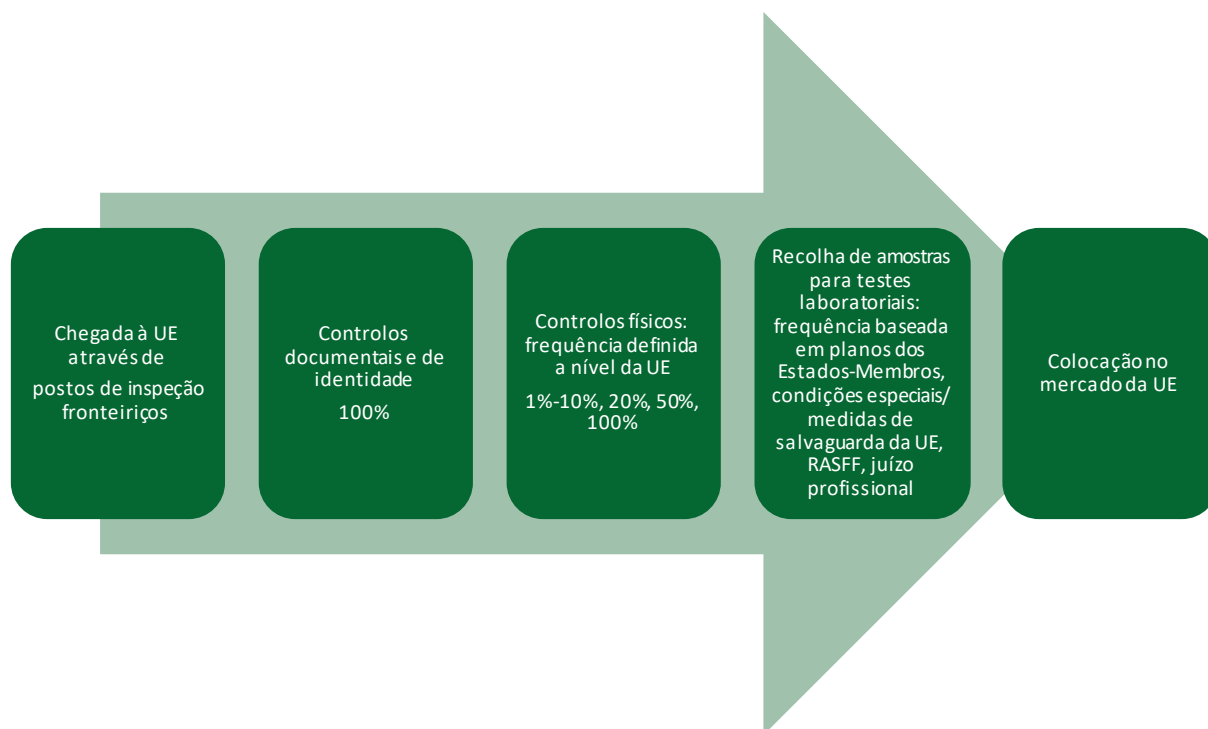 Chegada à UE
através de
postos de inspeção
fronteiriços
Controlos
documentais e de
identidade
100%
Controlos físicos:
frequência definida
a nível da UE
1%-10%, 20%, 50%,
100%
Recolha de amostras
para testes
laboratoriais:
frequência baseada
em planos dos
Estados-Membros,
condições especiais/
medidas de
salvaguarda da UE,
RASFF, juízo
profissional
Colocação no
mercado da UE